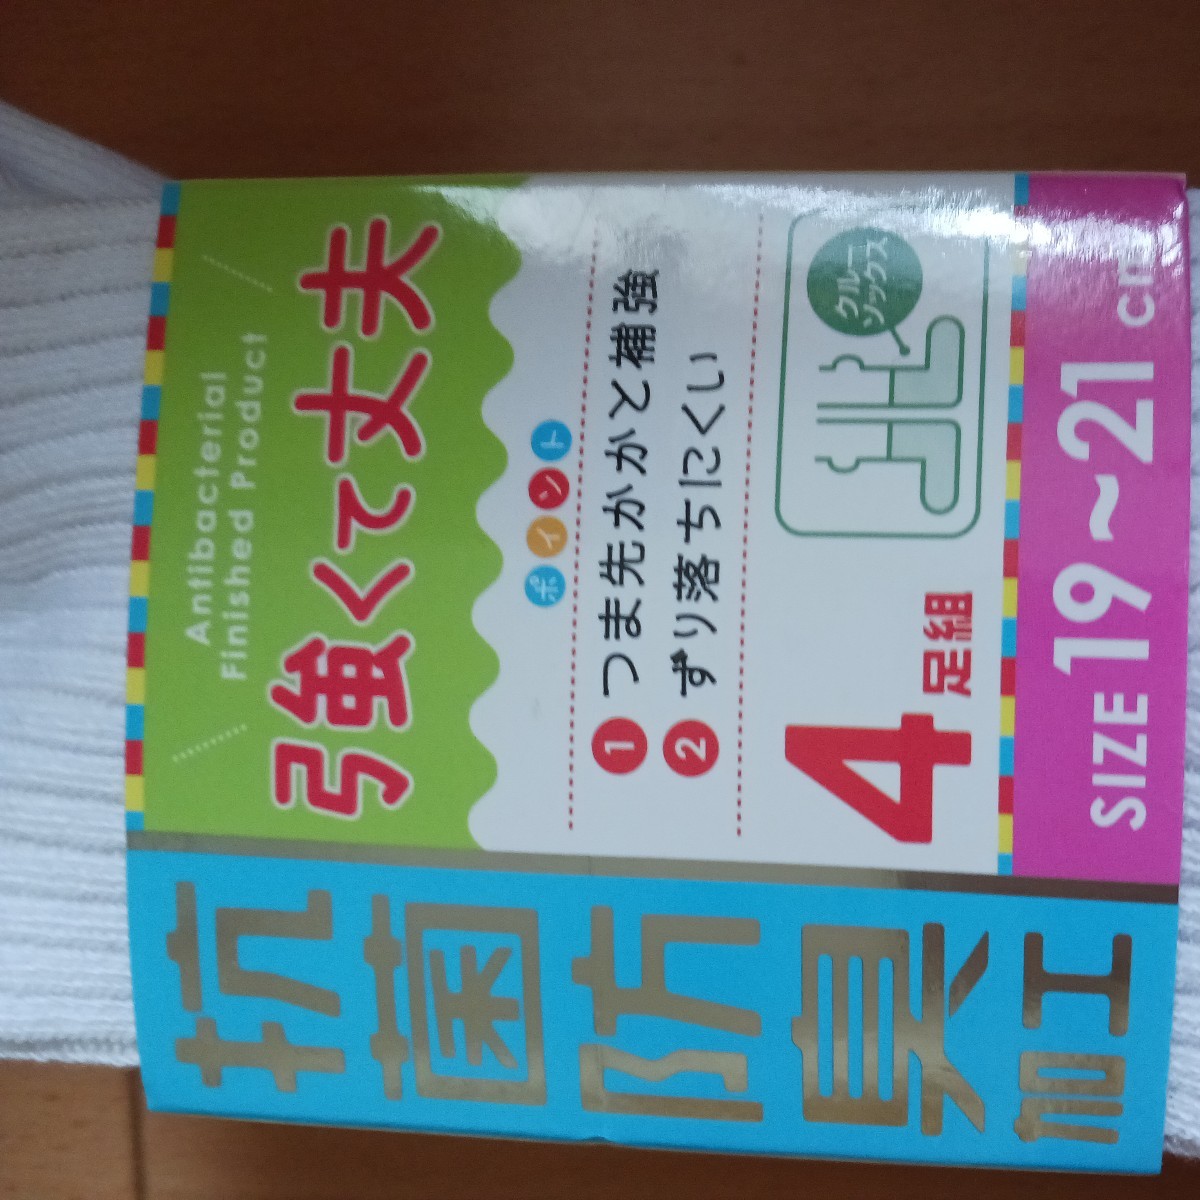 Antibacterial
Finished Product
強くて丈夫
ポイント
1 つま先かかと補強
2 ずり落ちにくい
4足組
クルー
ソックス
SIZE 19～21 cm
抗菌防臭加工